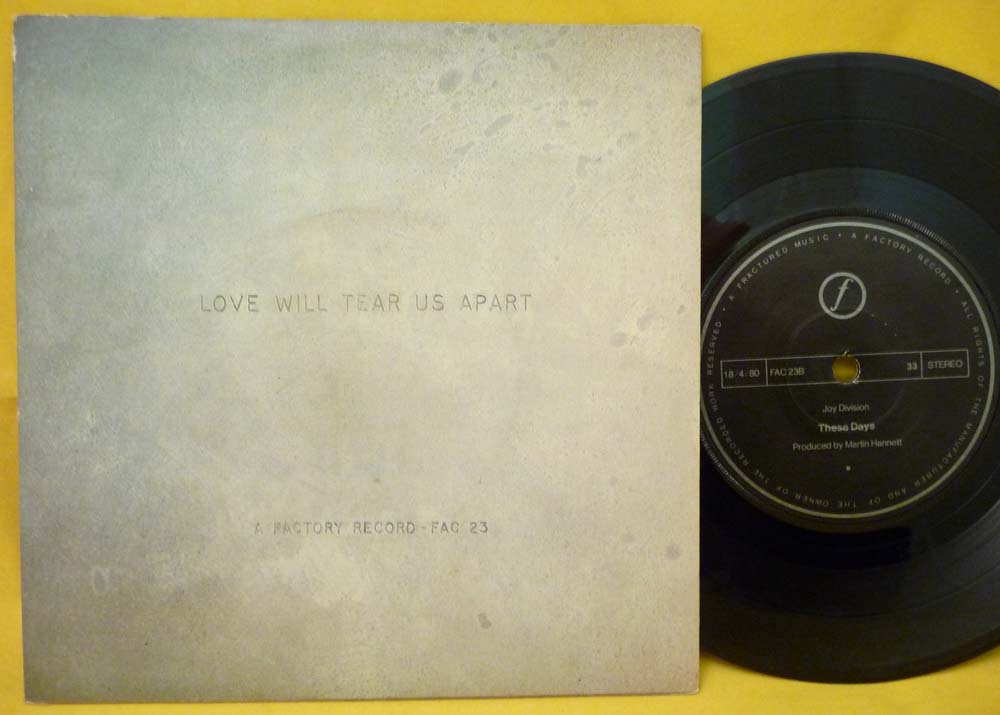 LOVE WILL TEAR US APART
A FACTORY RECORD - FAC 23
A FRACTURED MUSIC • A FACTORY RECORD • ALL RIGHTS OF THE MANUFACTURER AND OF THE OWNER OF THE RECORDED WORK RESERVED •
f
18/4/80 FAC 23B 33 STEREO
Joy Division
These Days
Produced by Martin Hannett